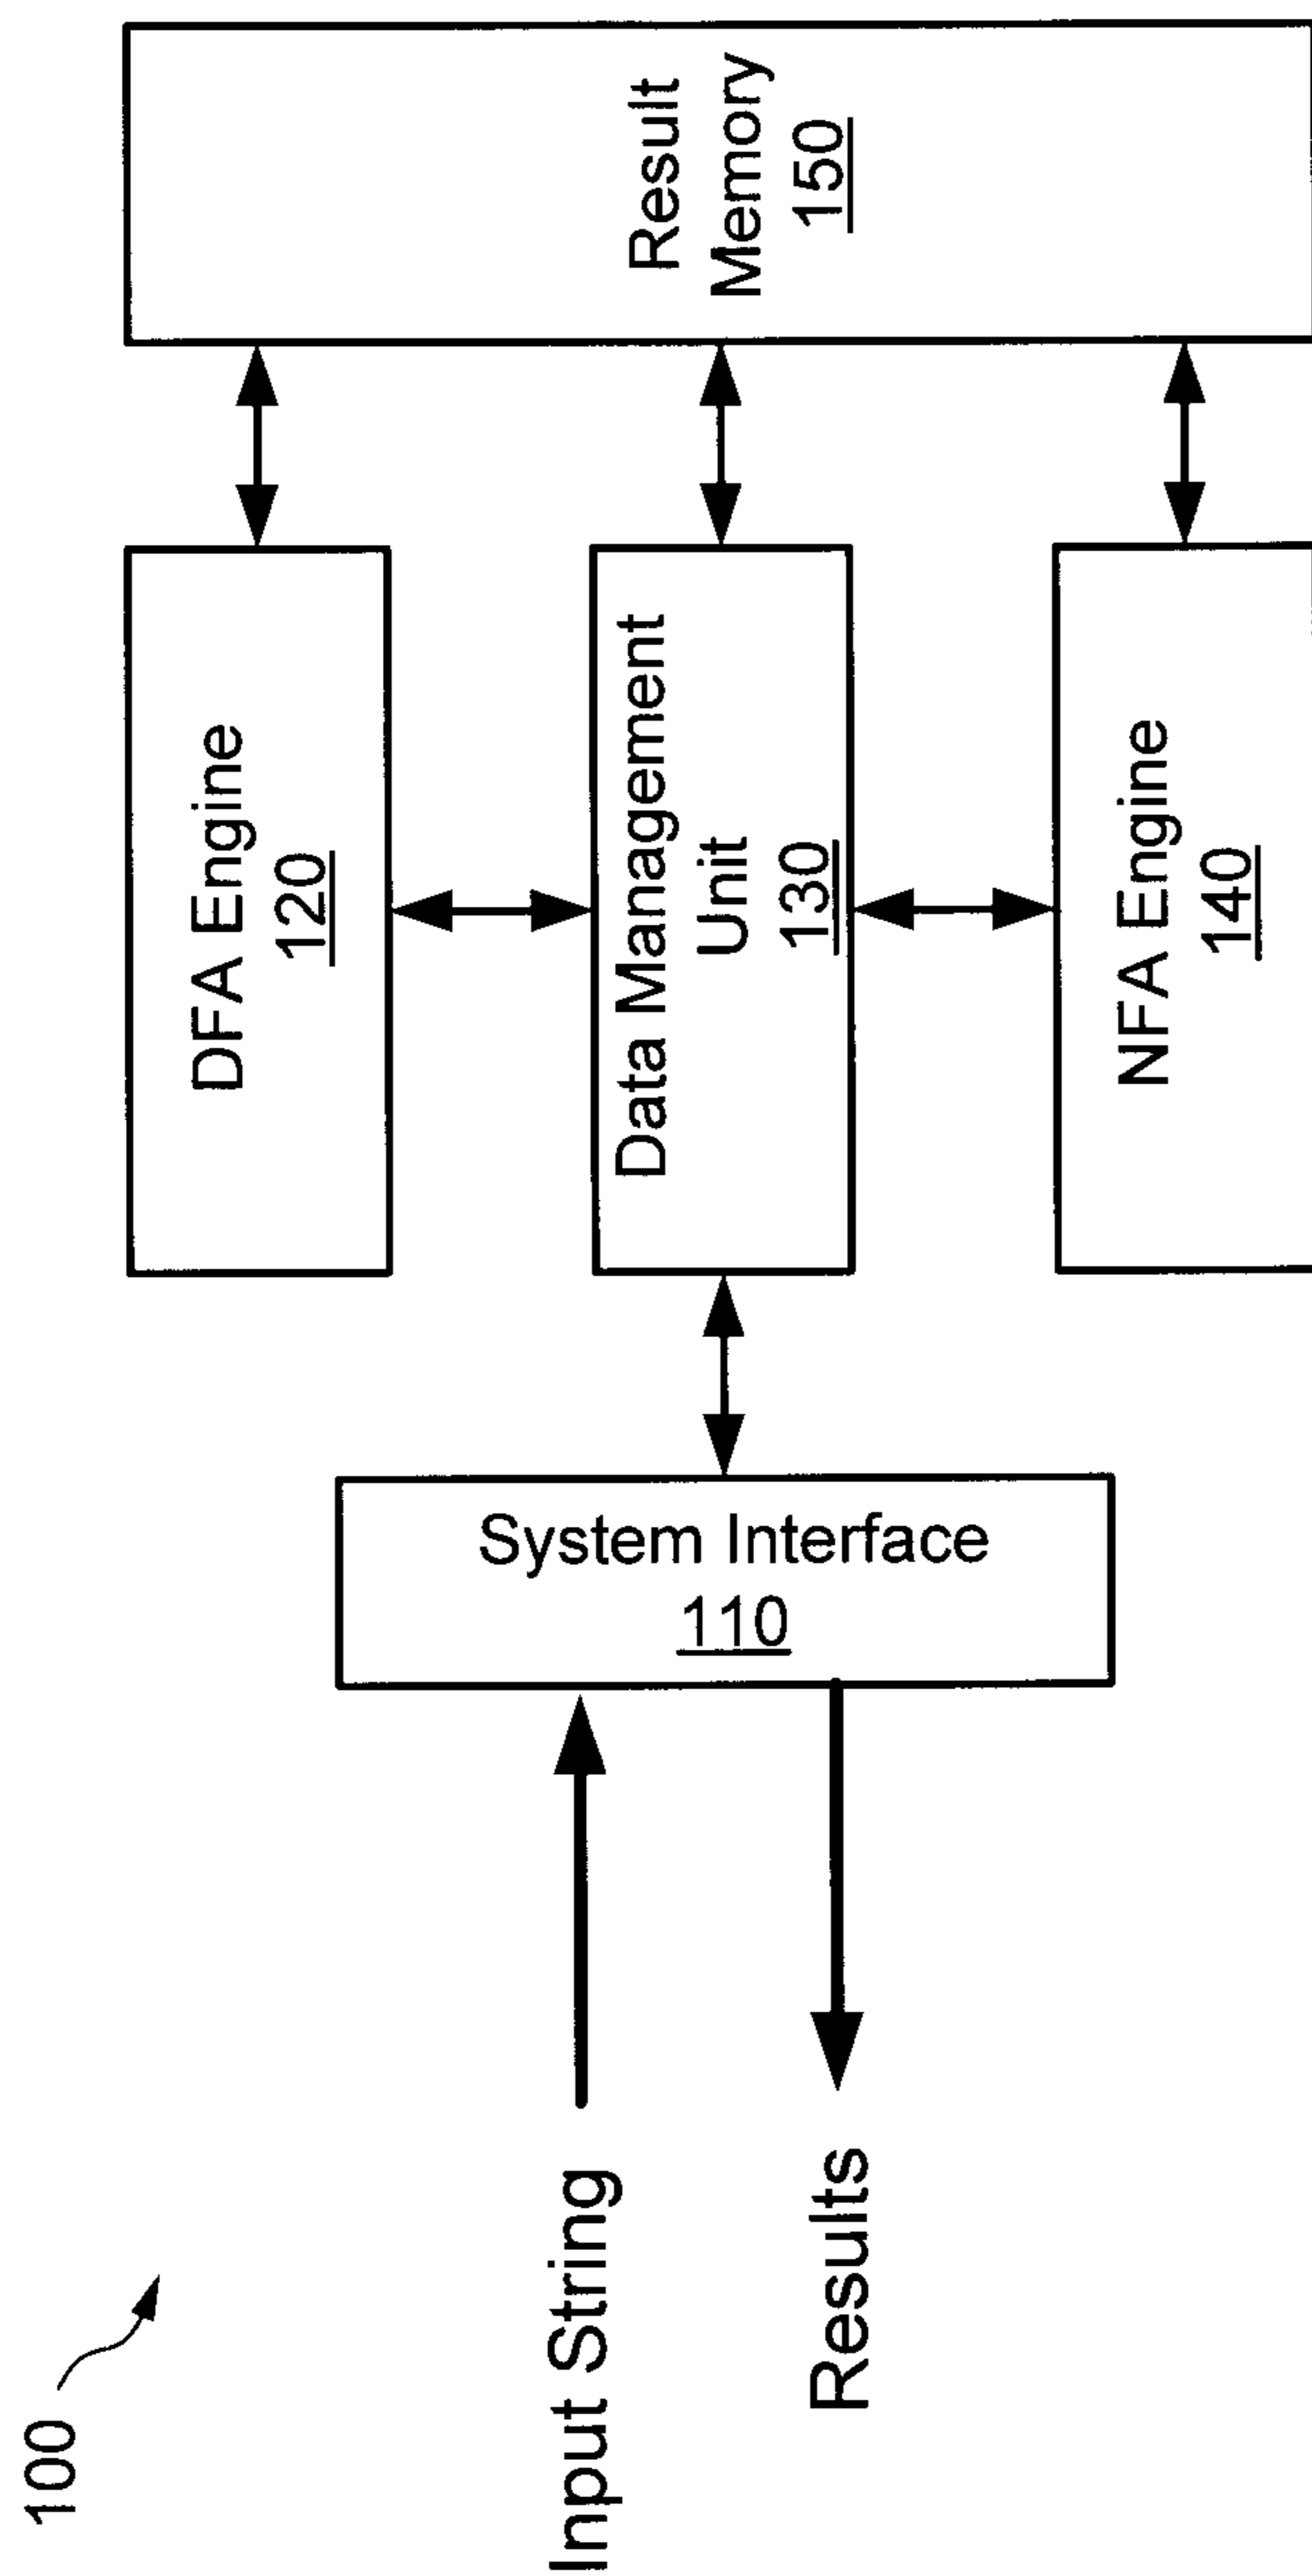 100
Input String
Results
System Interface
110
DFA Engine
120
Data Management
Unit
130
NFA Engine
140
Result
Memory
150